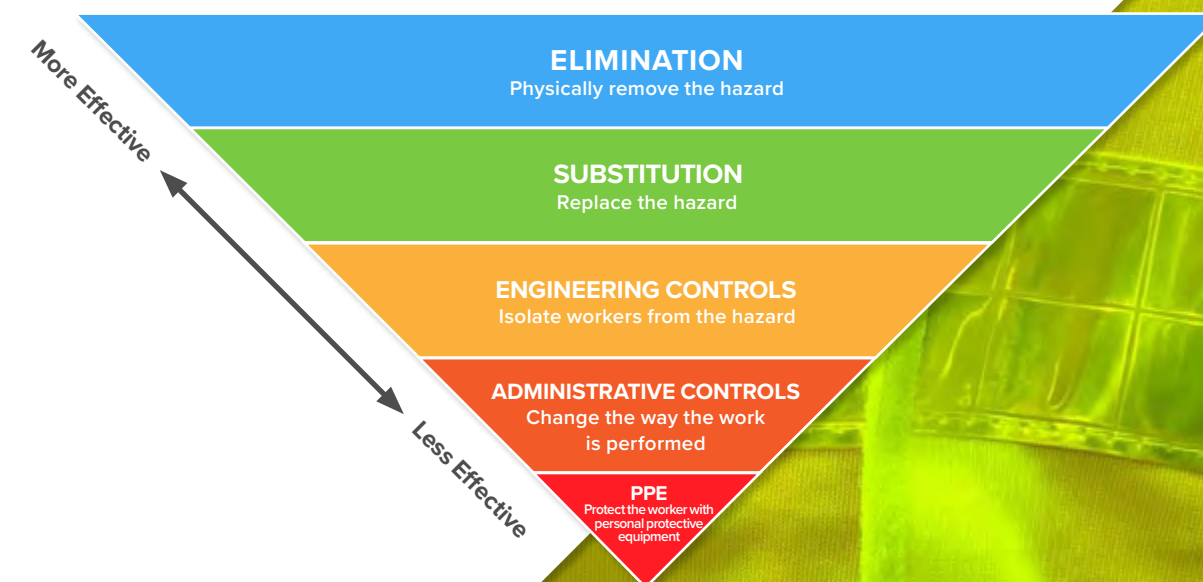 More Effective
ELIMINATION
Physically remove the hazard
SUBSTITUTION
Replace the hazard
ENGINEERING CONTROLS
Isolate workers from the hazard
ADMINISTRATIVE CONTROLS
Change the way the work
is performed
Less Effective
PPE
Protect the worker with
personal protective
equipment